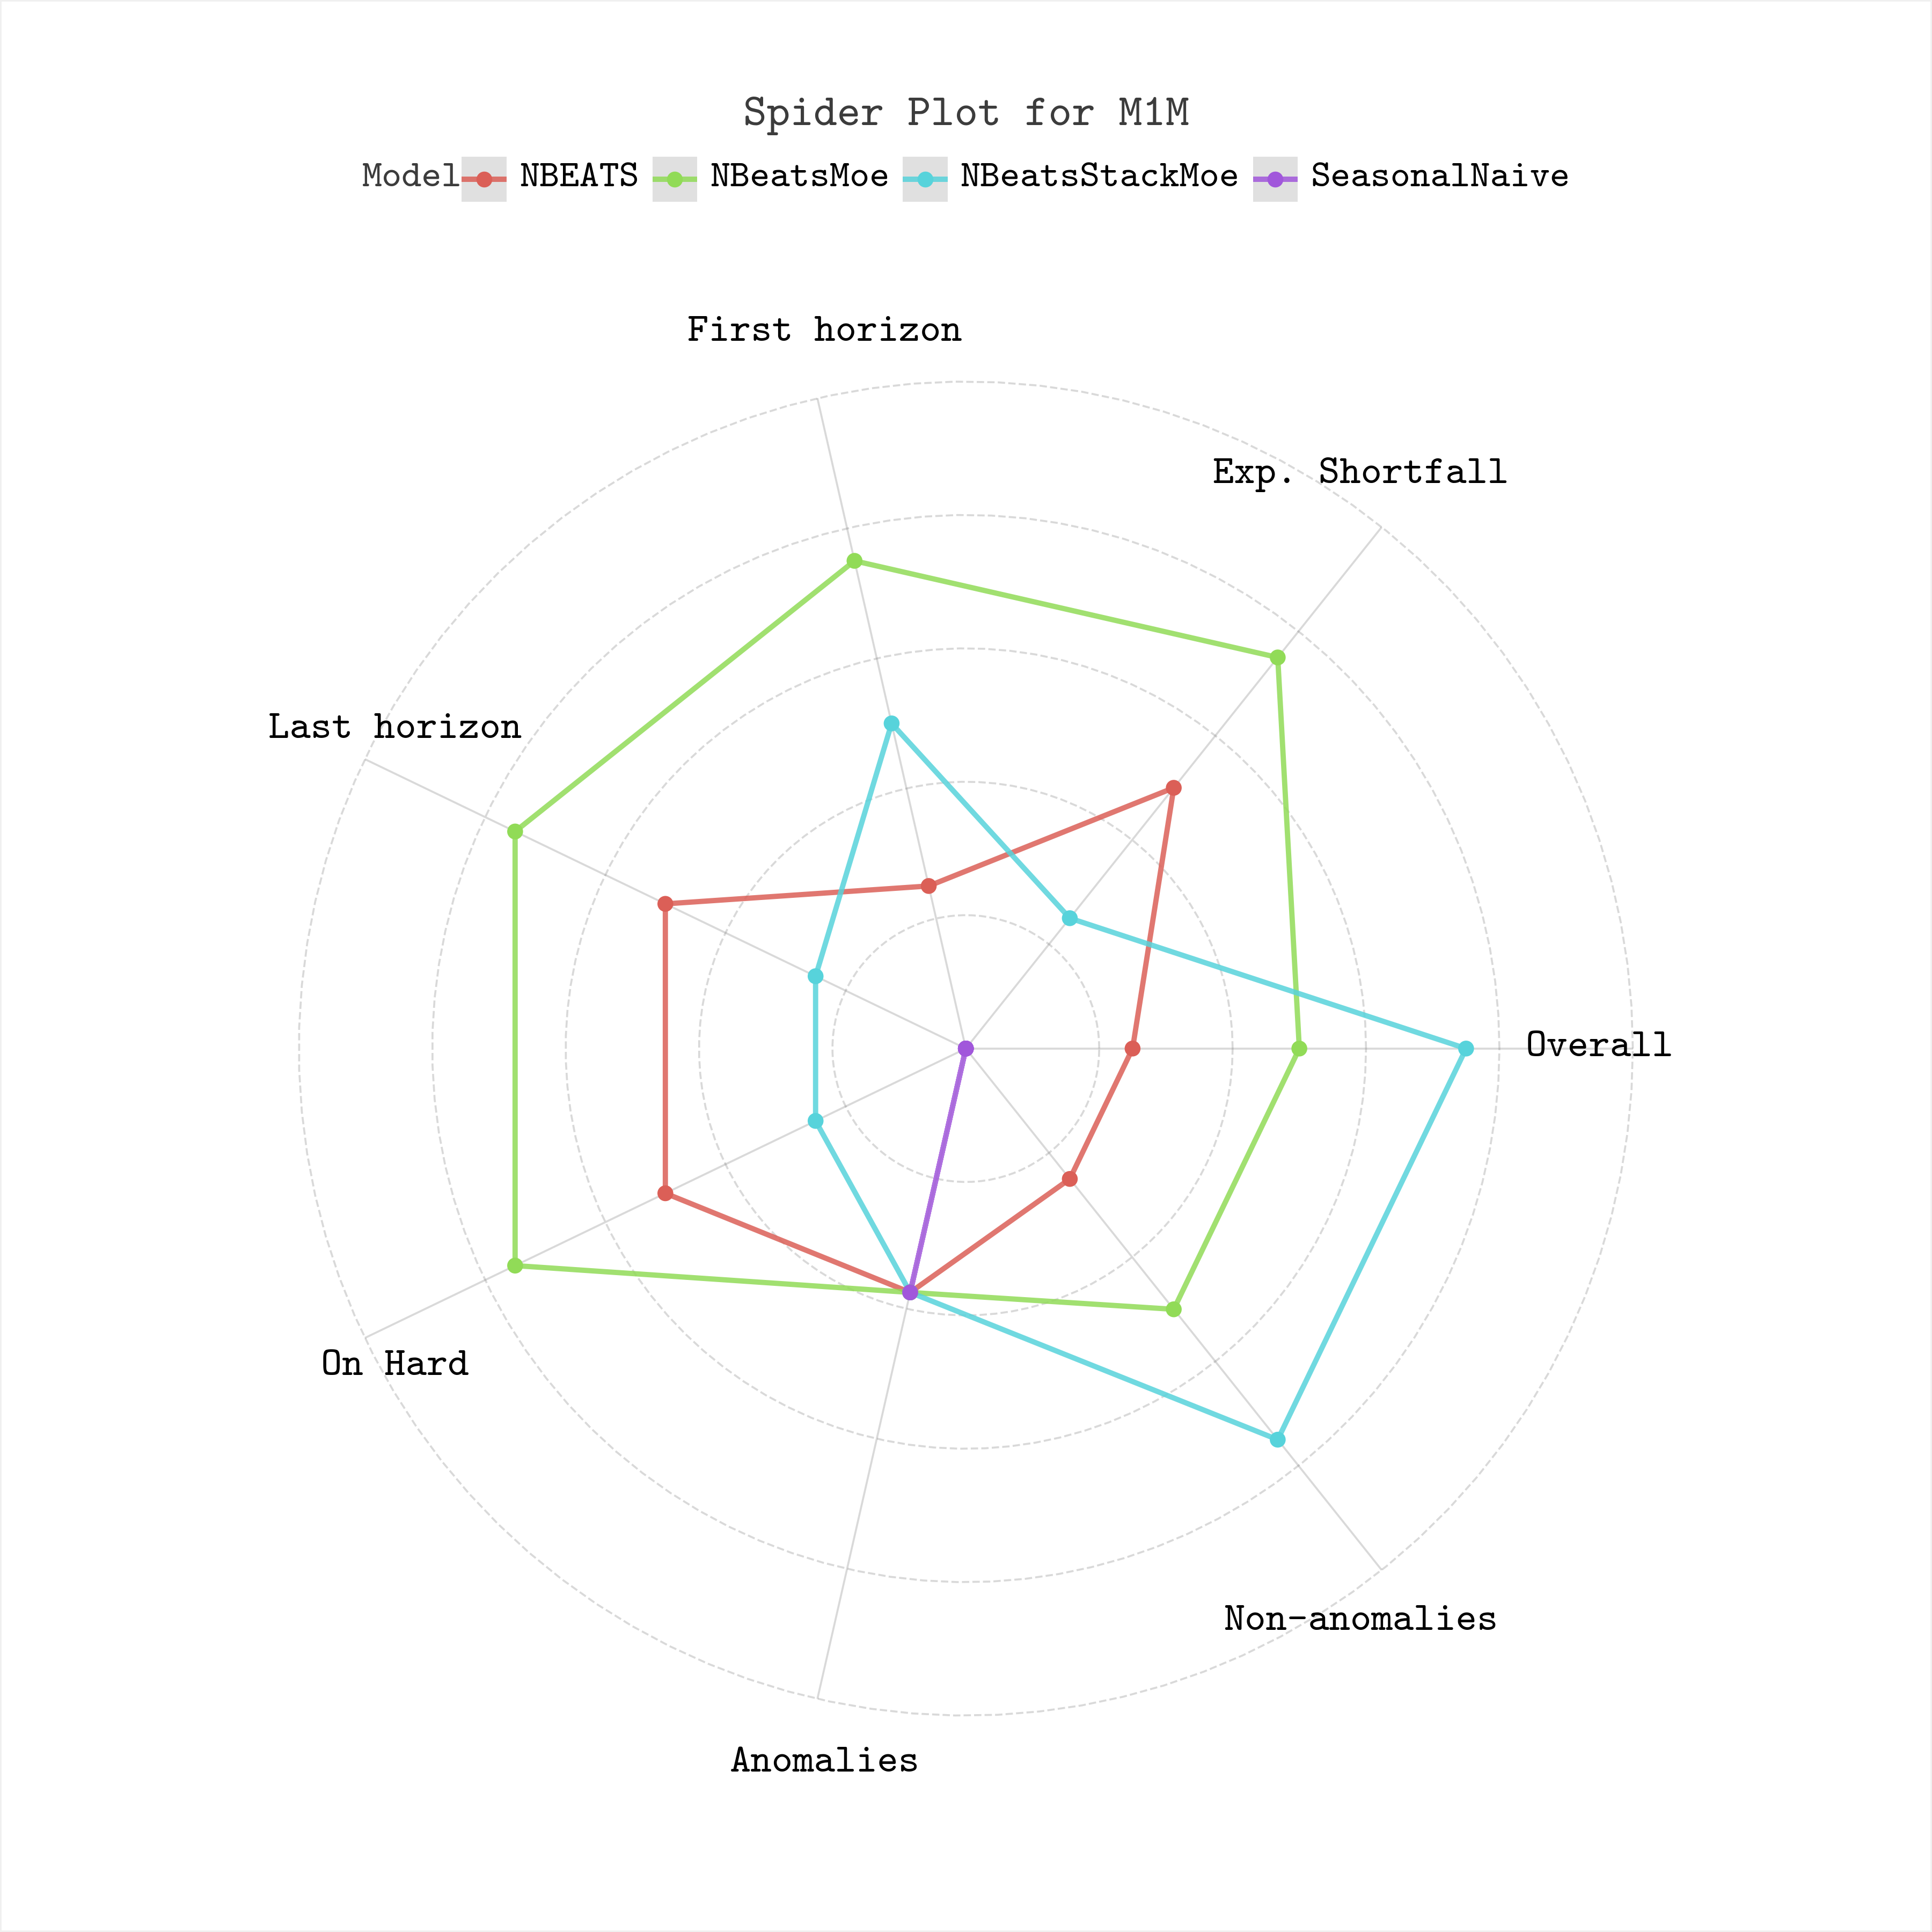 Spider Plot for M1M
Model NBEATS NBeatsMoe NBeatsStackMoe SeasonalNaive
First horizon
Exp. Shortfall
Last horizon
Overall
On Hard
Non-anomalies
Anomalies